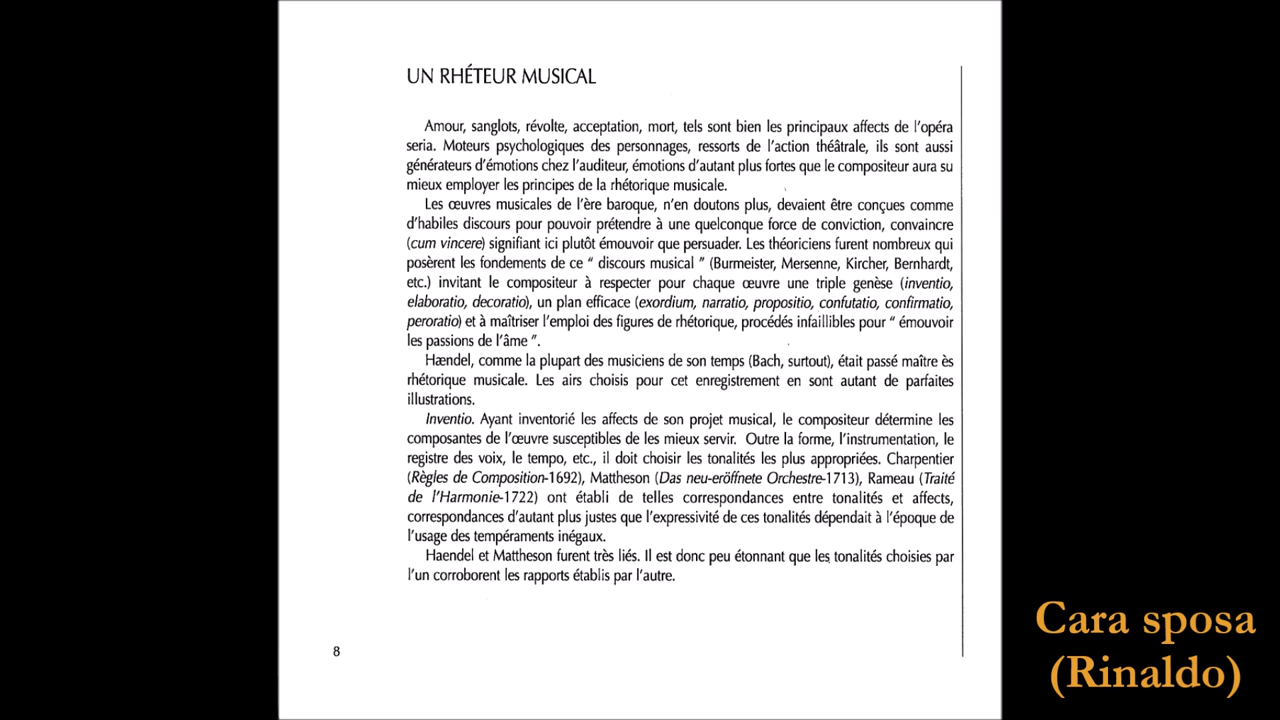 UN RHÉTEUR MUSICAL
Amour, sanglots, révolte, acceptation, mort, tels sont bien les principaux affects de l'opéra
seria. Moteurs psychologiques des personnages, ressorts de l'action théâtrale, ils sont aussi
générateurs d'émotions chez l'auditeur, émotions d'autant plus fortes que le compositeur aura su
mieux employer les principes de la rhétorique musicale.
Les œuvres musicales de l'ère baroque, n'en doutons plus, devaient être conçues comme
d'habiles discours pour pouvoir prétendre à une quelconque force de conviction, convaincre
(cum vincere) signifiant ici plutôt émouvoir que persuader. Les théoriciens furent nombreux qui
posèrent les fondements de ce “ discours musical ” (Burmeister, Mersenne, Kircher, Bernhardt,
etc.) invitant le compositeur à respecter pour chaque œuvre une triple genèse (inventio,
elaboratio, decoratio), un plan efficace (exordium, narratio, propositio, confutatio, confirmatio,
peroratio) et à maîtriser l'emploi des figures de rhétorique, procédés infaillibles pour “ émouvoir
les passions de l'âme ”.
Hændel, comme la plupart des musiciens de son temps (Bach, surtout), était passé maître ès
rhétorique musicale. Les airs choisis pour cet enregistrement en sont autant de parfaites
illustrations.
Inventio. Ayant inventorié les affects de son projet musical, le compositeur détermine les
composantes de l'œuvre susceptibles de les mieux servir. Outre la forme, l'instrumentation, le
registre des voix, le tempo, etc., il doit choisir les tonalités les plus appropriées. Charpentier
(Règles de Composition-1692), Mattheson (Das neu-eröffnete Orchestre-1713), Rameau (Traité
de l'Harmonie-1722) ont établi de telles correspondances entre tonalités et affects,
correspondances d'autant plus justes que l'expressivité de ces tonalités dépendait à l'époque de
l'usage des tempéraments inégaux.
Haendel et Mattheson furent très liés. Il est donc peu étonnant que les tonalités choisies par
l'un corroborent les rapports établis par l'autre.
8
Cara sposa
(Rinaldo)